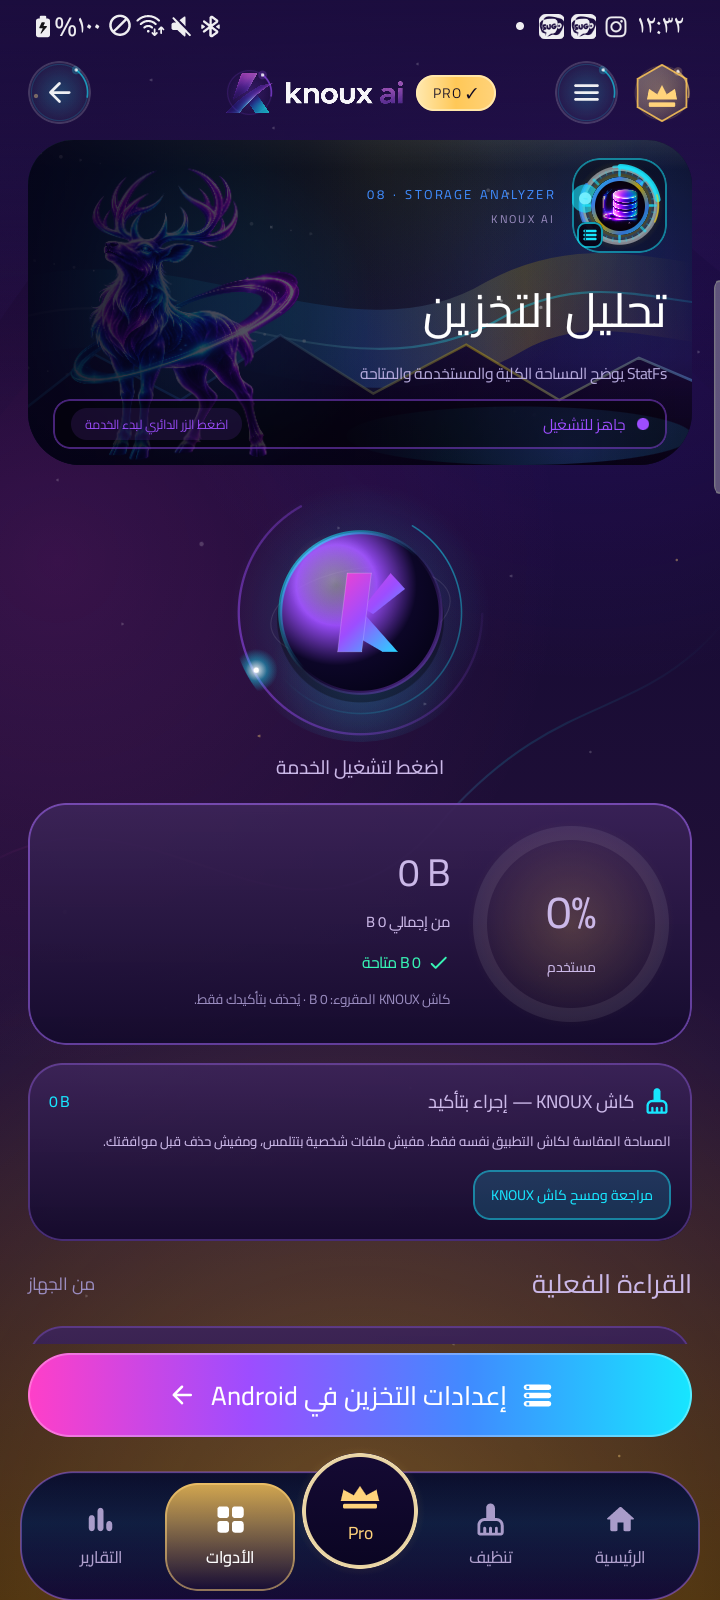 ١٢:٣٢
%١٠٠
knoux ai
PRO ✓
08 · STORAGE ANALYZER
KNOUX AI
تحليل التخزين
StatFs يوضح المساحة الكلية والمستخدمة والمتاحة
جاهز للتشغيل
اضغط الزر الدائري لبدء الخدمة
اضغط لتشغيل الخدمة
0%
مستخدم
0 B
من إجمالي 0 B
0 B متاحة
كاش KNOUX المقروء: 0 B · يُحذف بتأكيدك فقط.
كاش KNOUX — إجراء بتأكيد
0 B
المساحة المقاسة لكاش التطبيق نفسه فقط. مفيش ملفات شخصية بتتلمس، ومفيش حذف قبل موافقتك.
مراجعة ومسح كاش KNOUX
القراءة الفعلية
من الجهاز
إعدادات التخزين في Android
الرئيسية
تنظيف
Pro
الأدوات
التقارير